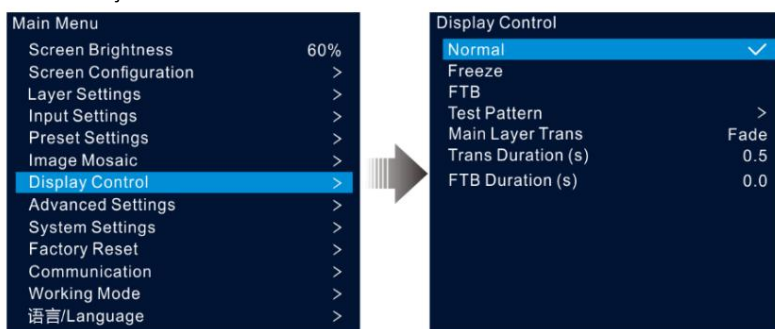 Main Menu
Screen Brightness 60%
Screen Configuration >
Layer Settings >
Input Settings >
Preset Settings >
Image Mosaic >
Display Control >
Advanced Settings >
System Settings >
Factory Reset >
Communication >
Working Mode >
语言/Language >
Display Control
Normal ✓
Freeze
FTB
Test Pattern >
Main Layer Trans Fade
Trans Duration (s) 0.5
FTB Duration (s) 0.0